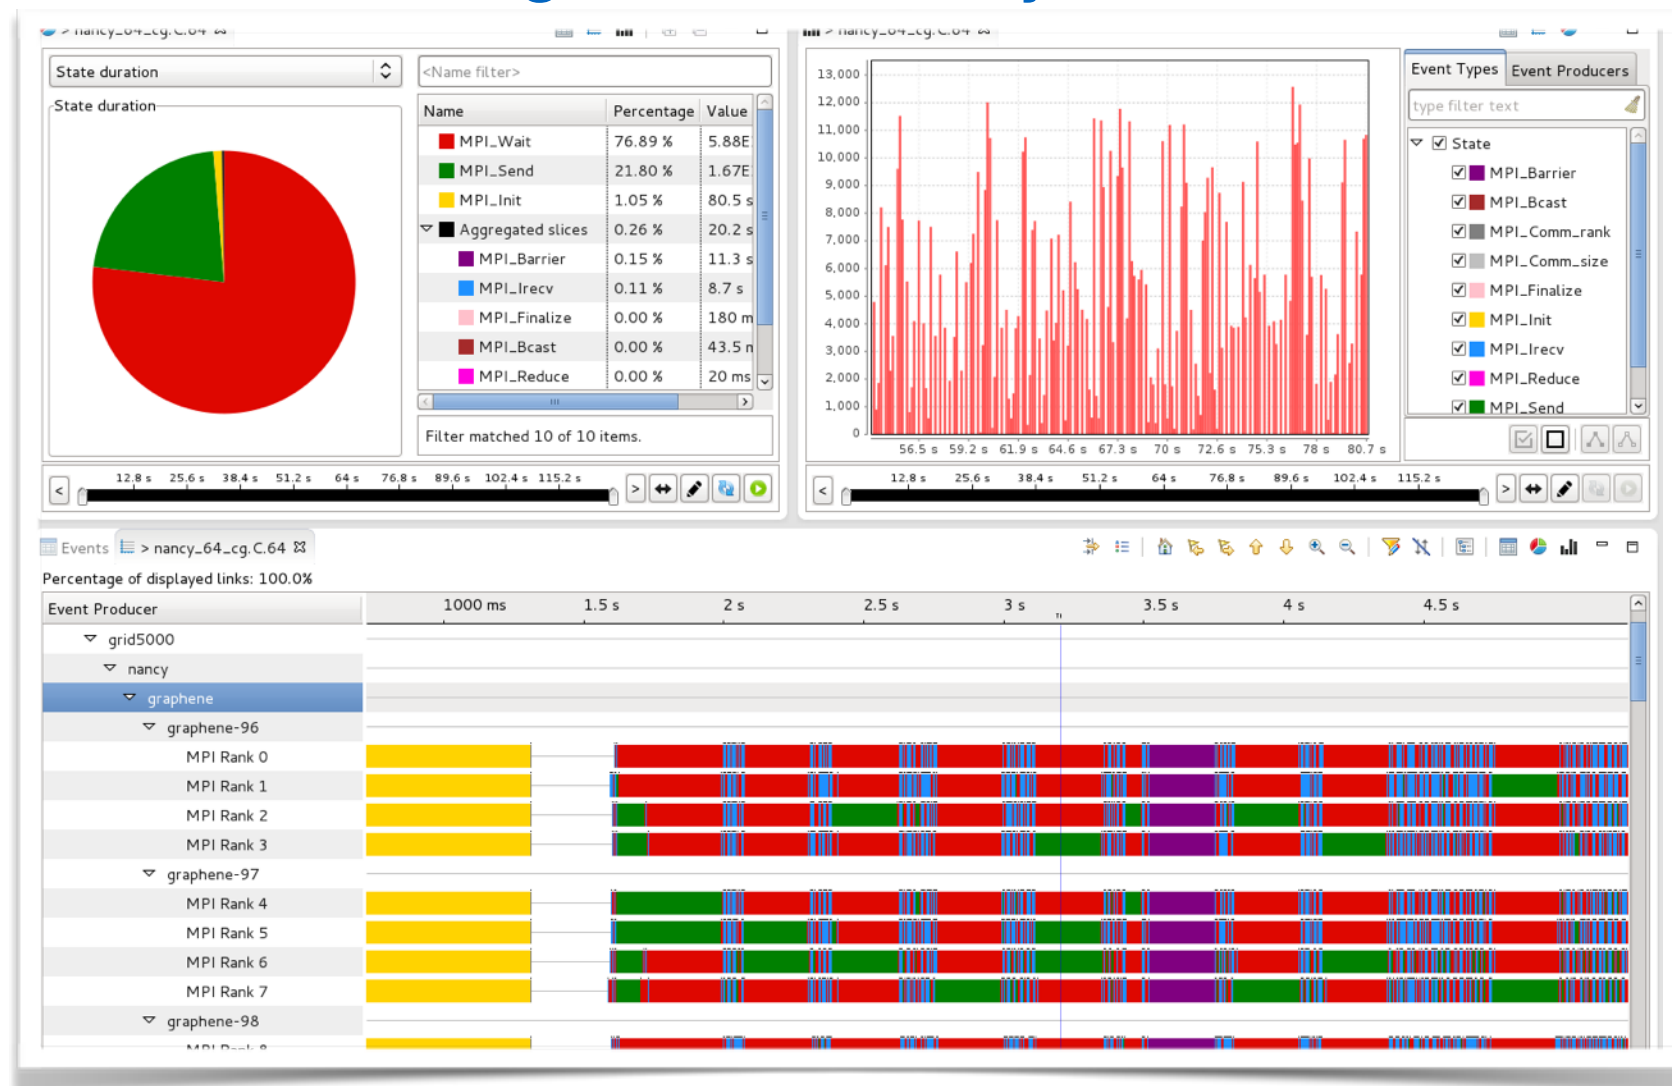 > nancy_64_cg.C.64
> nancy_64_cg.C.64
State duration
<Name filter>
State duration
Name Percentage Value
MPI_Wait 76.89 % 5.88E
MPI_Send 21.80 % 1.67E
MPI_Init 1.05 % 80.5 s
Aggregated slices 0.26 % 20.2 s
MPI_Barrier 0.15 % 11.3 s
MPI_Irecv 0.11 % 8.7 s
MPI_Finalize 0.00 % 180 m
MPI_Bcast 0.00 % 43.5 n
MPI_Reduce 0.00 % 20 ms
Filter matched 10 of 10 items.
< 12.8 s 25.6 s 38.4 s 51.2 s 64 s 76.8 s 89.6 s 102.4 s 115.2 s >
13,000
12,000
11,000
10,000
9,000
8,000
7,000
6,000
5,000
4,000
3,000
2,000
1,000
0
56.5 s 59.2 s 61.9 s 64.6 s 67.3 s 70 s 72.6 s 75.3 s 78 s 80.7 s
Event Types Event Producers
type filter text
State
MPI_Barrier
MPI_Bcast
MPI_Comm_rank
MPI_Comm_size
MPI_Finalize
MPI_Init
MPI_Irecv
MPI_Reduce
MPI_Send
< 12.8 s 25.6 s 38.4 s 51.2 s 64 s 76.8 s 89.6 s 102.4 s 115.2 s >
Events > nancy_64_cg.C.64
Percentage of displayed links: 100.0%
Event Producer 1000 ms 1.5 s 2 s 2.5 s 3 s 3.5 s 4 s 4.5 s
grid5000
nancy
graphene
graphene-96
MPI Rank 0
MPI Rank 1
MPI Rank 2
MPI Rank 3
graphene-97
MPI Rank 4
MPI Rank 5
MPI Rank 6
MPI Rank 7
graphene-98
MPI Rank 8